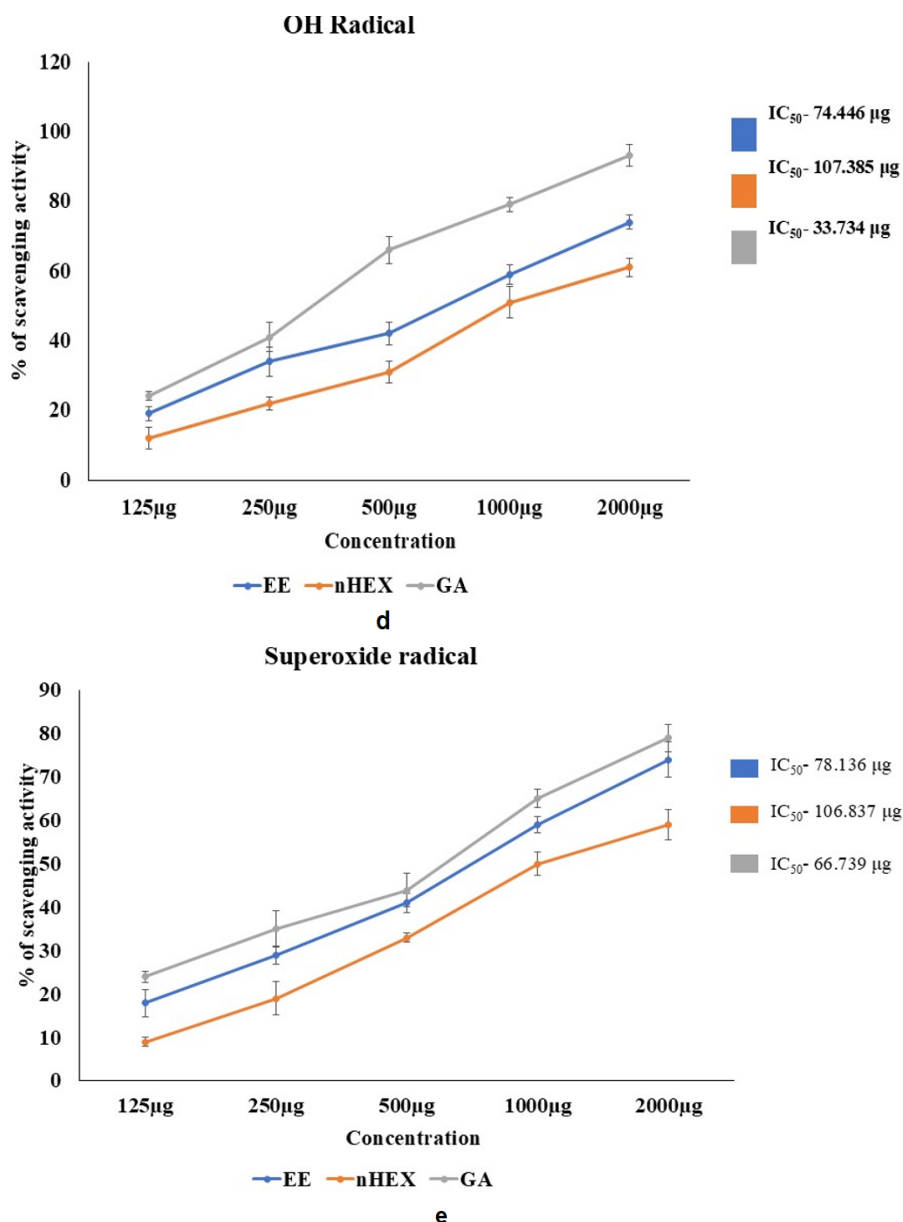 OH Radical
120
100
80
60
40
20
0
% of scavenging activity
125µg 250µg 500µg 1000µg 2000µg
Concentration
IC₅₀- 74.446 µg
IC₅₀- 107.385 µg
IC₅₀- 33.734 µg
EE nHEX GA
d
Superoxide radical
90
80
70
60
50
40
30
20
10
0
% of scavenging activity
125µg 250µg 500µg 1000µg 2000µg
Concentration
IC₅₀- 78.136 µg
IC₅₀- 106.837 µg
IC₅₀- 66.739 µg
EE nHEX GA
e